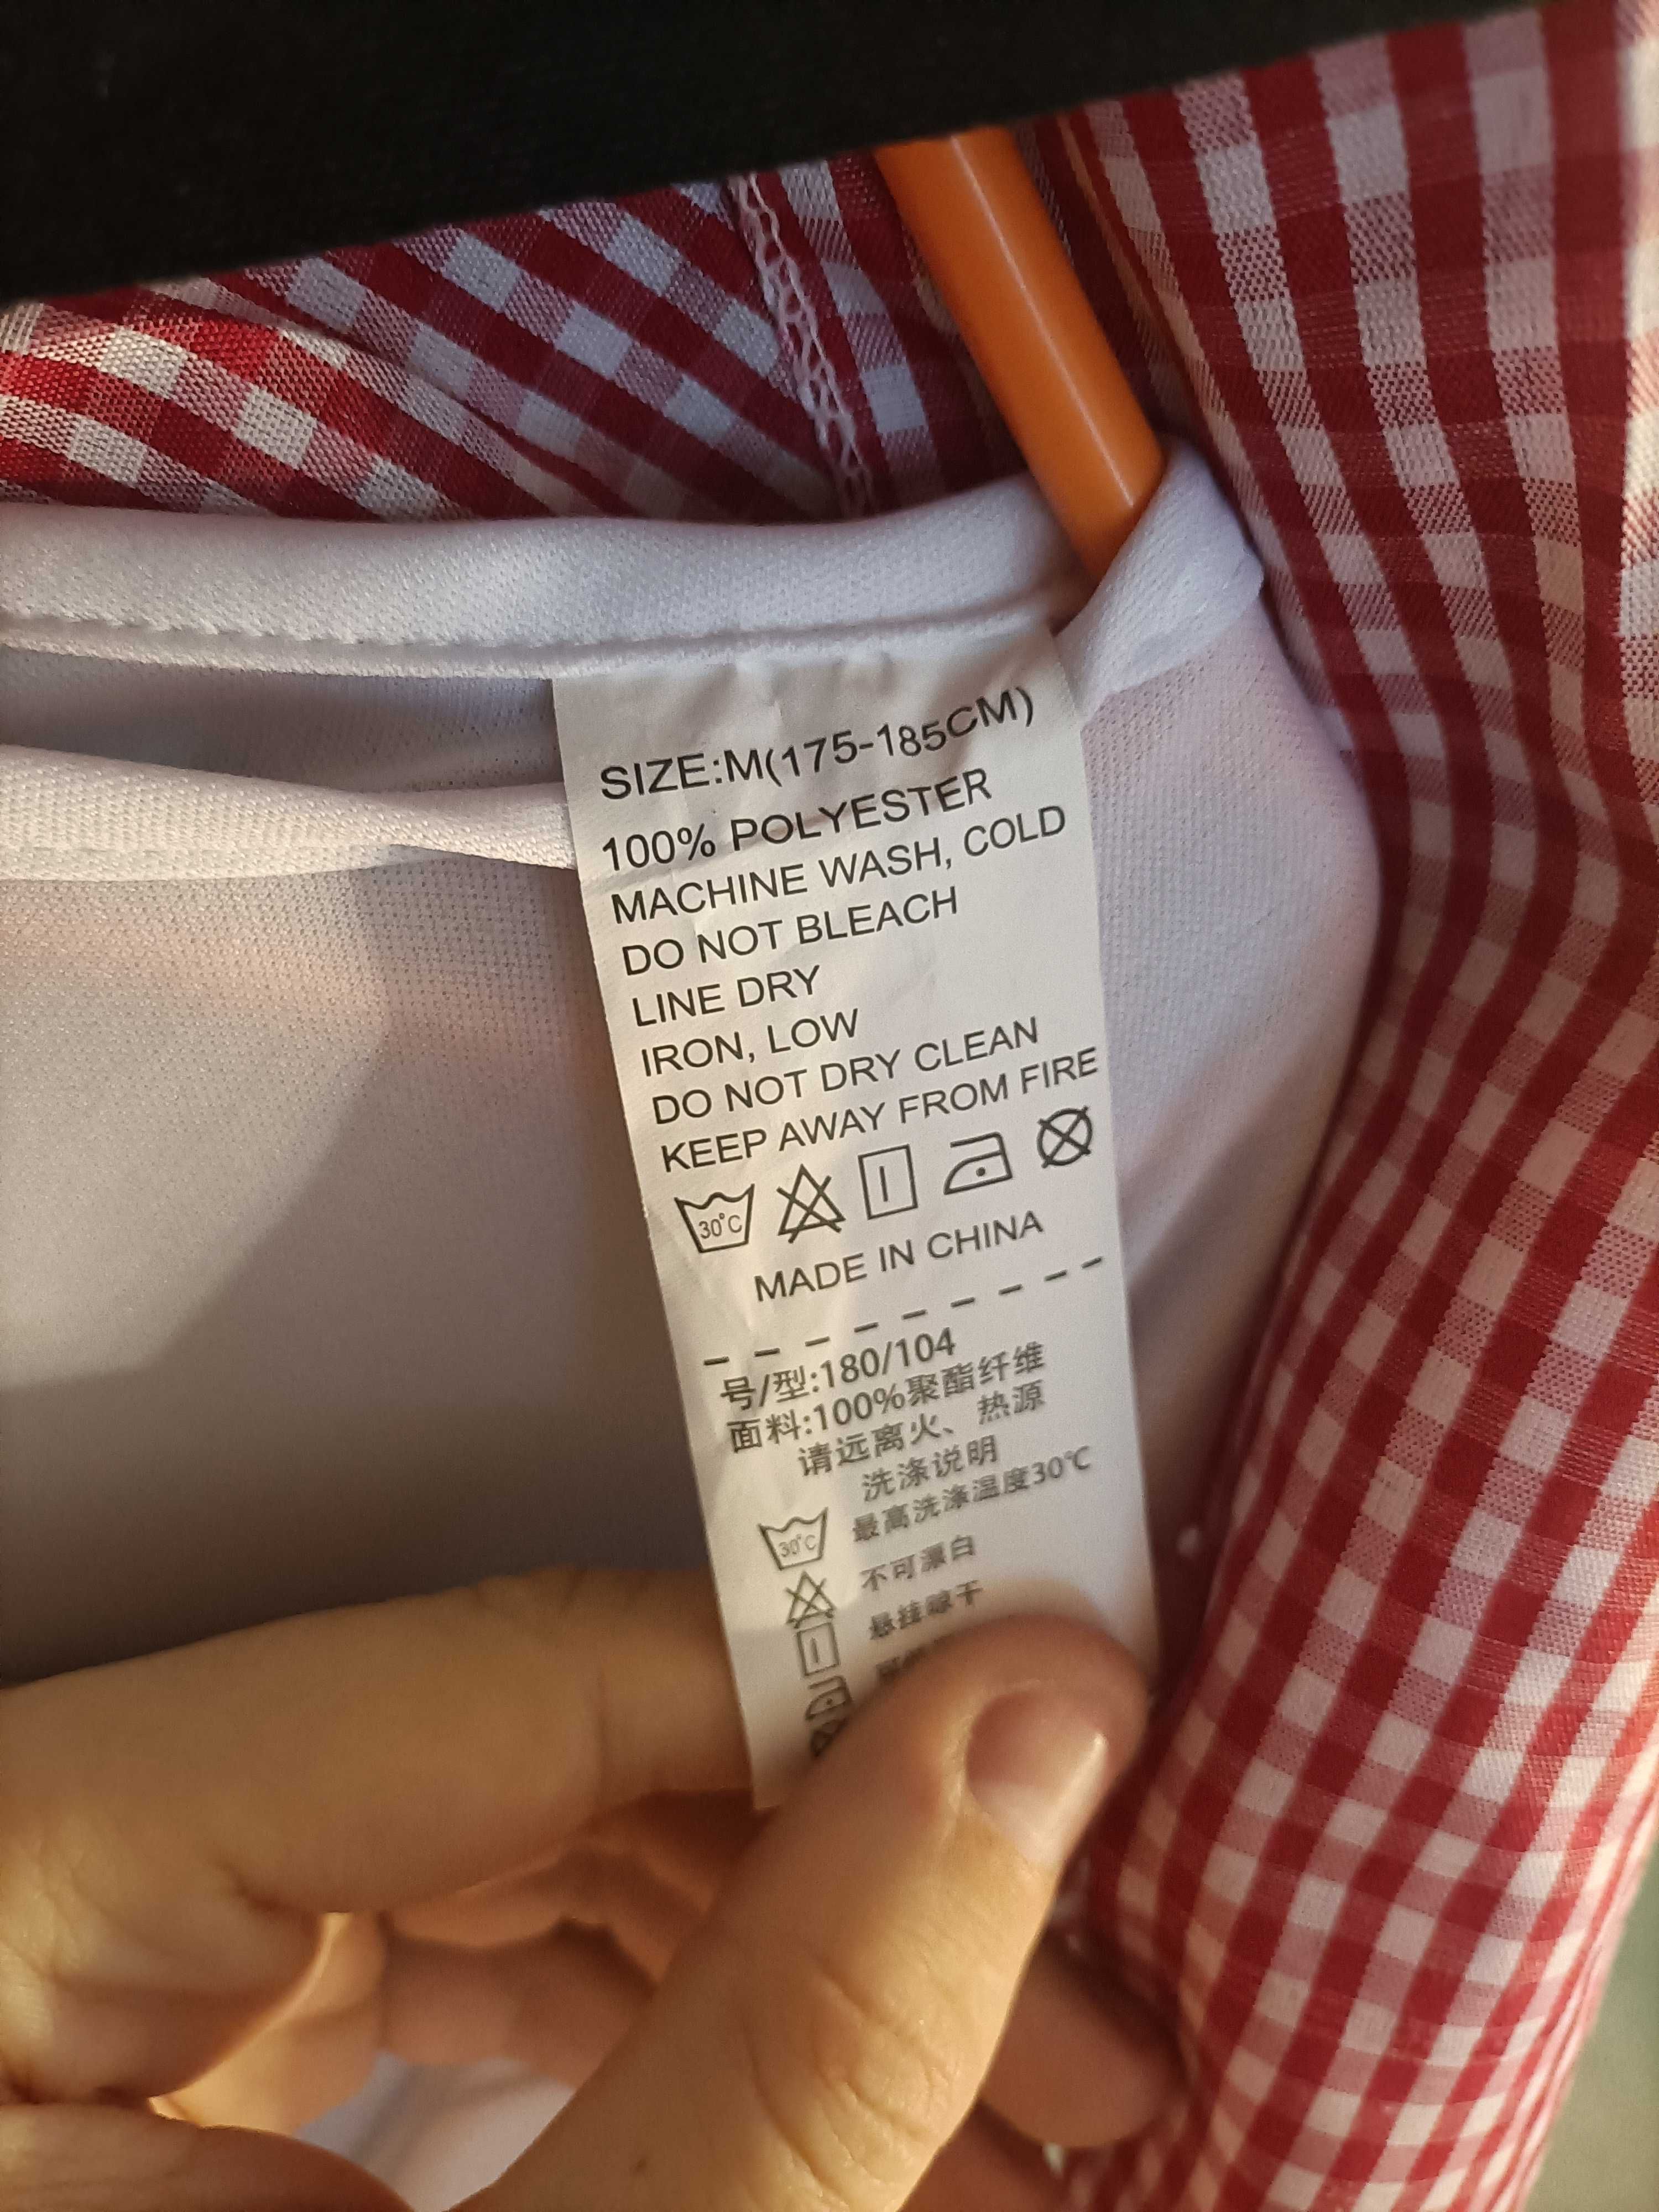 SIZE:M(175-185CM)
100% POLYESTER
MACHINE WASH, COLD
DO NOT BLEACH
LINE DRY
IRON, LOW
DO NOT DRY CLEAN
KEEP AWAY FROM FIRE
30°C
MADE IN CHINA
号/型:180/104
面料:100%聚酯纤维
请远离火、热源
洗涤说明
30°C 最高洗涤温度30℃
不可漂白
悬挂晾干